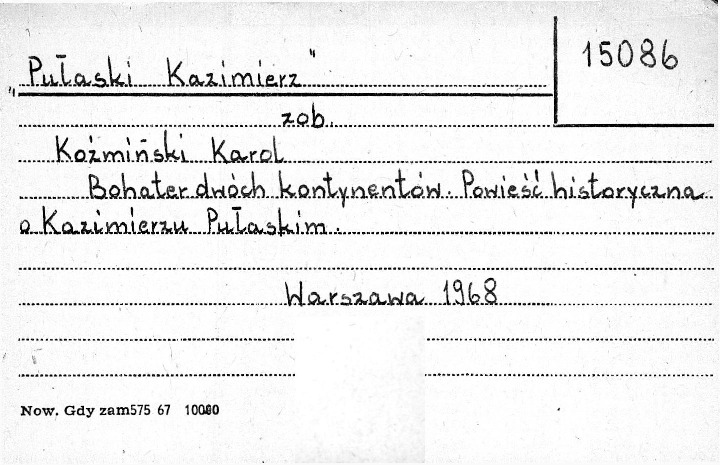 15086
„Pułaski Kazimierz”
zob.
Koźmiński Karol
Bohater dwóch kontynentów. Powieść historyczna
o Kazimierzu Pułaskim.
Warszawa 1968
Now. Gdy zam575 67 10000